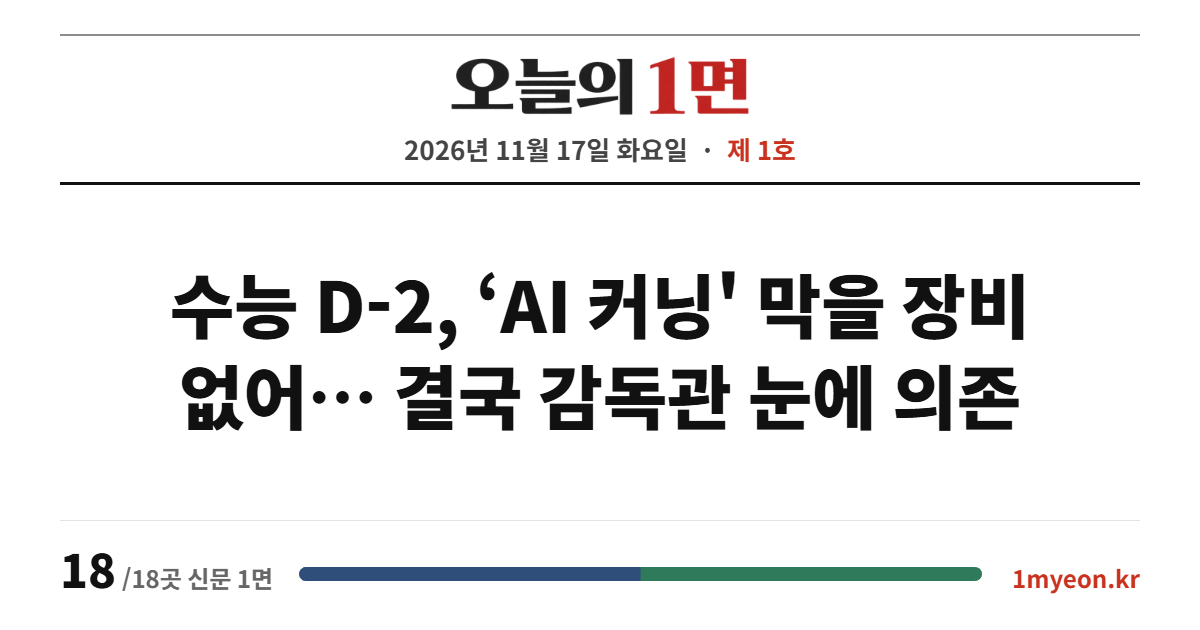 오늘의 1면
2026년 11월 17일 화요일 · 제 1호
수능 D-2, ‘AI 커닝' 막을 장비
없어… 결국 감독관 눈에 의존
18 /18곳 신문 1면
1myeon.kr